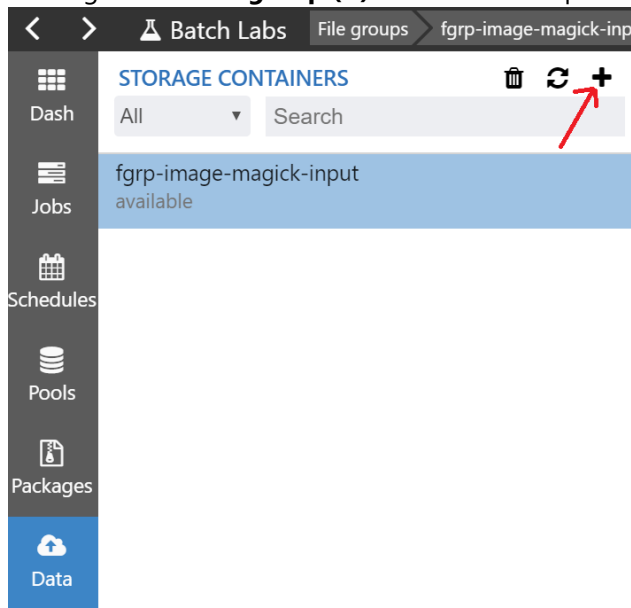 Batch Labs File groups fgrp-image-magick-inp
STORAGE CONTAINERS
Dash
All Search
fgrp-image-magick-input
available
Jobs
Schedules
Pools
Packages
Data